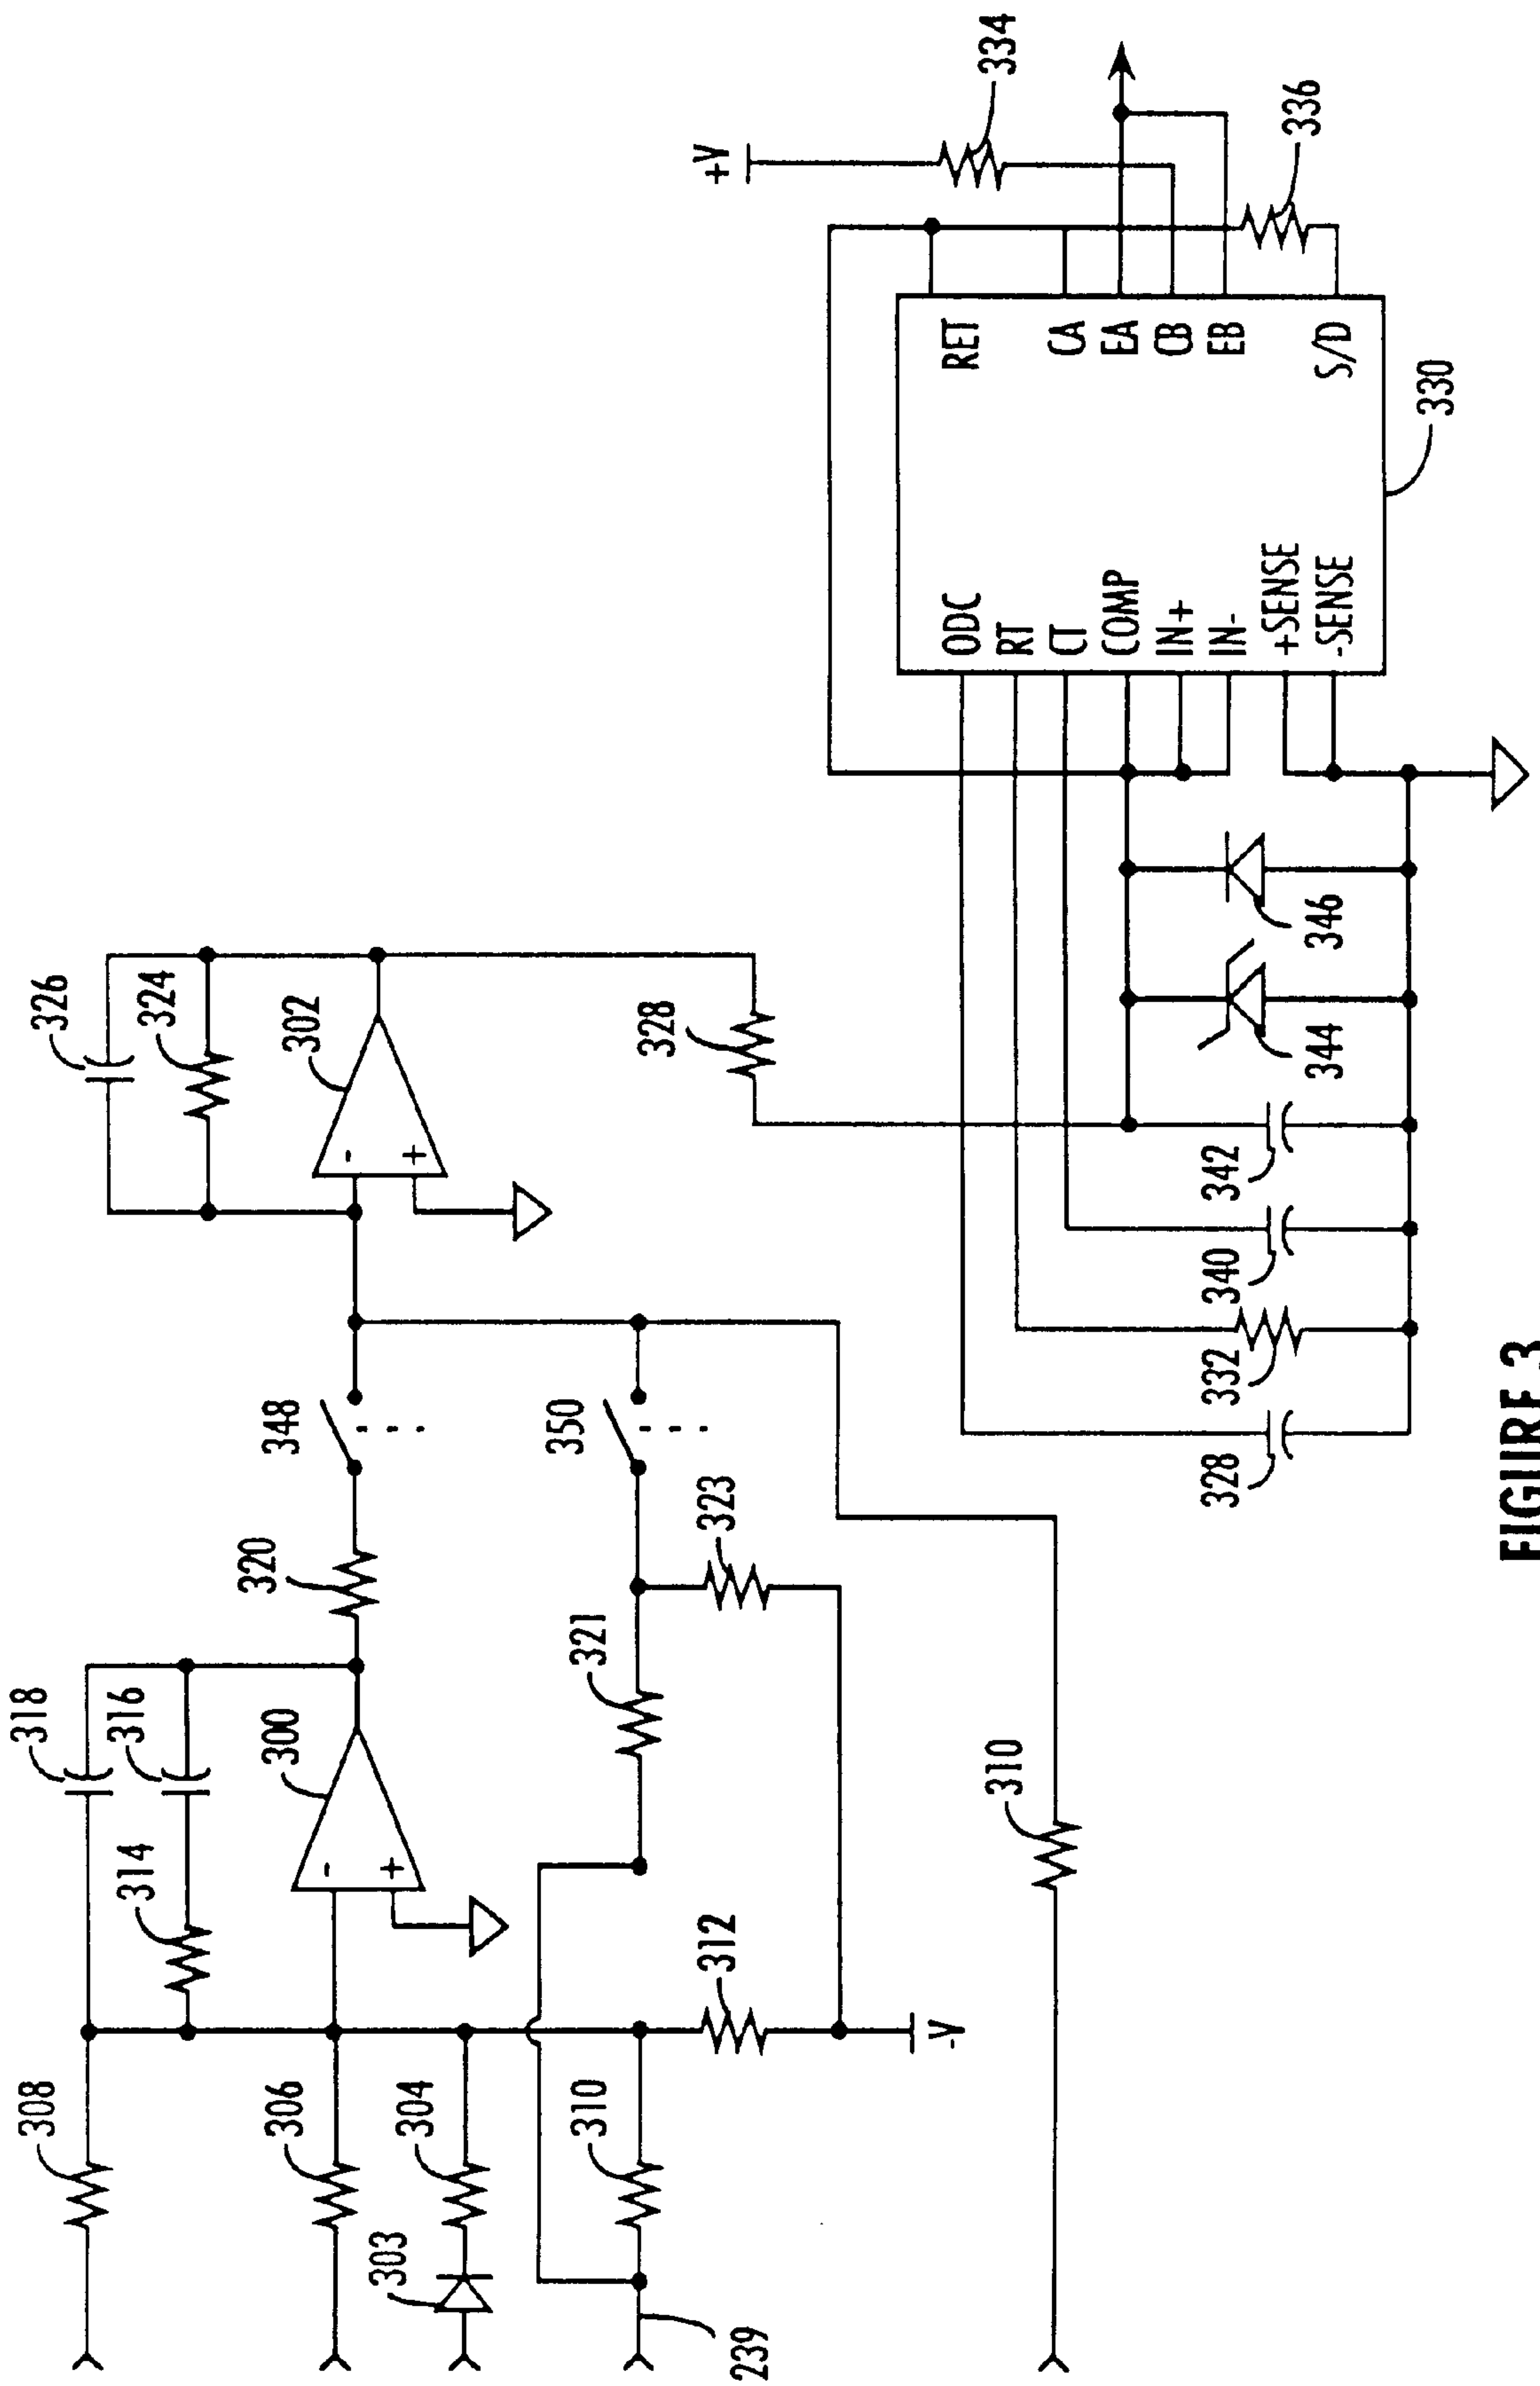 318
316
314
308
306
304
303
310
239
300
312
321
323
310
320
348
350
326
324
302
328
-
+
-
+
-V
+V
334
336
ODC
RT
CT
COMP
IN+
IN-
+SENSE
-SENSE
RET
CA
EA
CB
EB
S/D
330
328
332
340
342
344
346
FIGURE 3